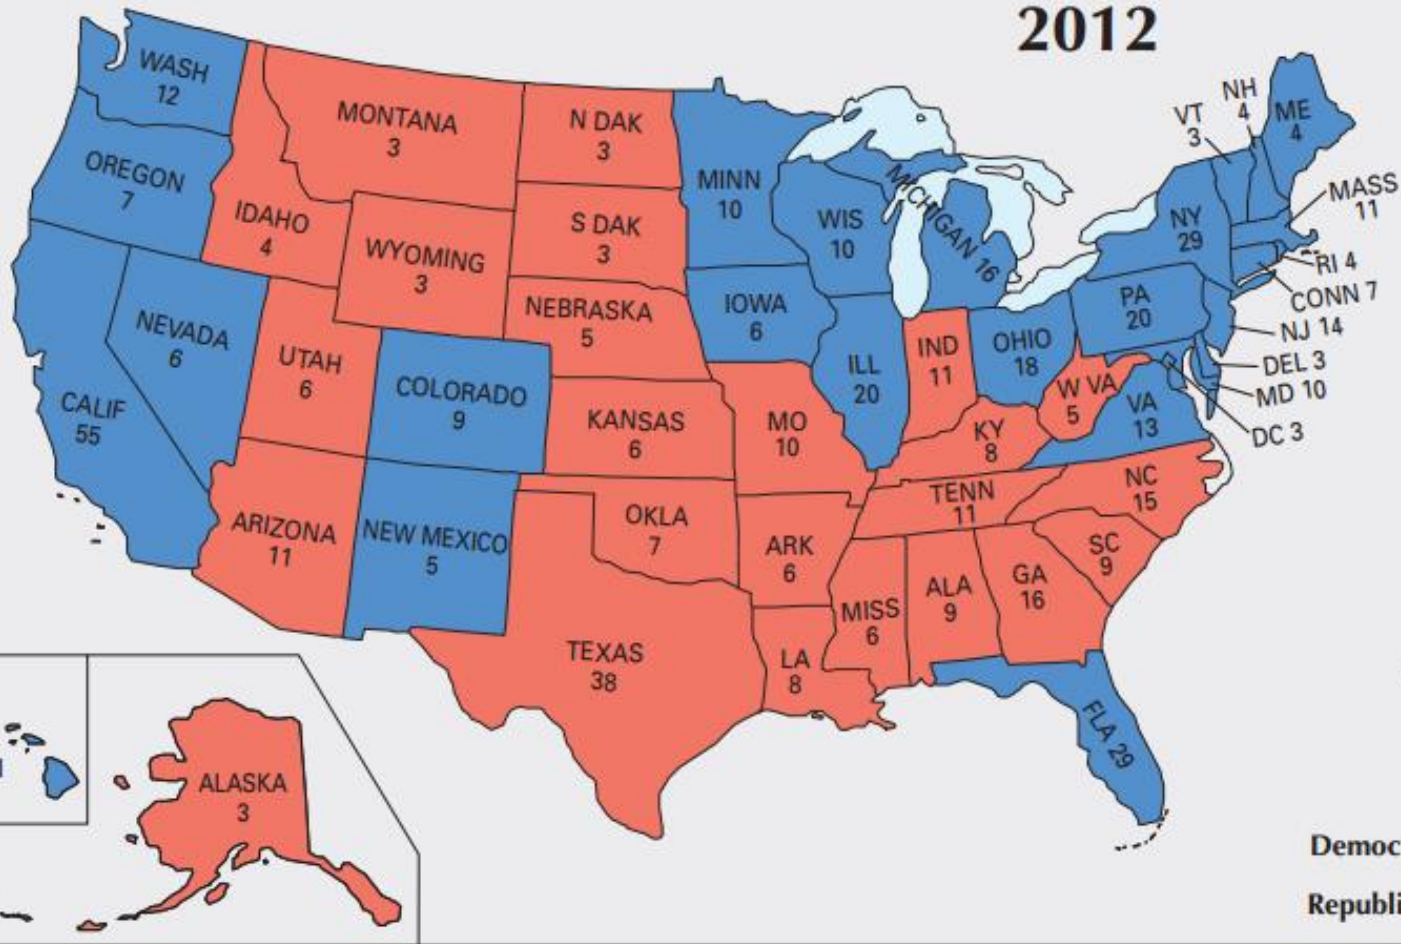 2012
WASH
12
OREGON
7
CALIF
55
NEVADA
6
IDAHO
4
MONTANA
3
WYOMING
3
UTAH
6
COLORADO
9
ARIZONA
11
NEW MEXICO
5
N DAK
3
S DAK
3
NEBRASKA
5
KANSAS
6
OKLA
7
TEXAS
38
MINN
10
IOWA
6
MO
10
ARK
6
LA
8
WIS
10
ILL
20
MICHIGAN 16
IND
11
OHIO
18
KY
8
TENN
11
MISS
6
ALA
9
GA
16
FLA 29
SC
9
NC
15
VA
13
W VA
5
PA
20
NY
29
VT
3
NH
4
ME
4
MASS
11
RI 4
CONN 7
NJ 14
DEL 3
MD 10
DC 3
ALASKA
3
Democ
Republi